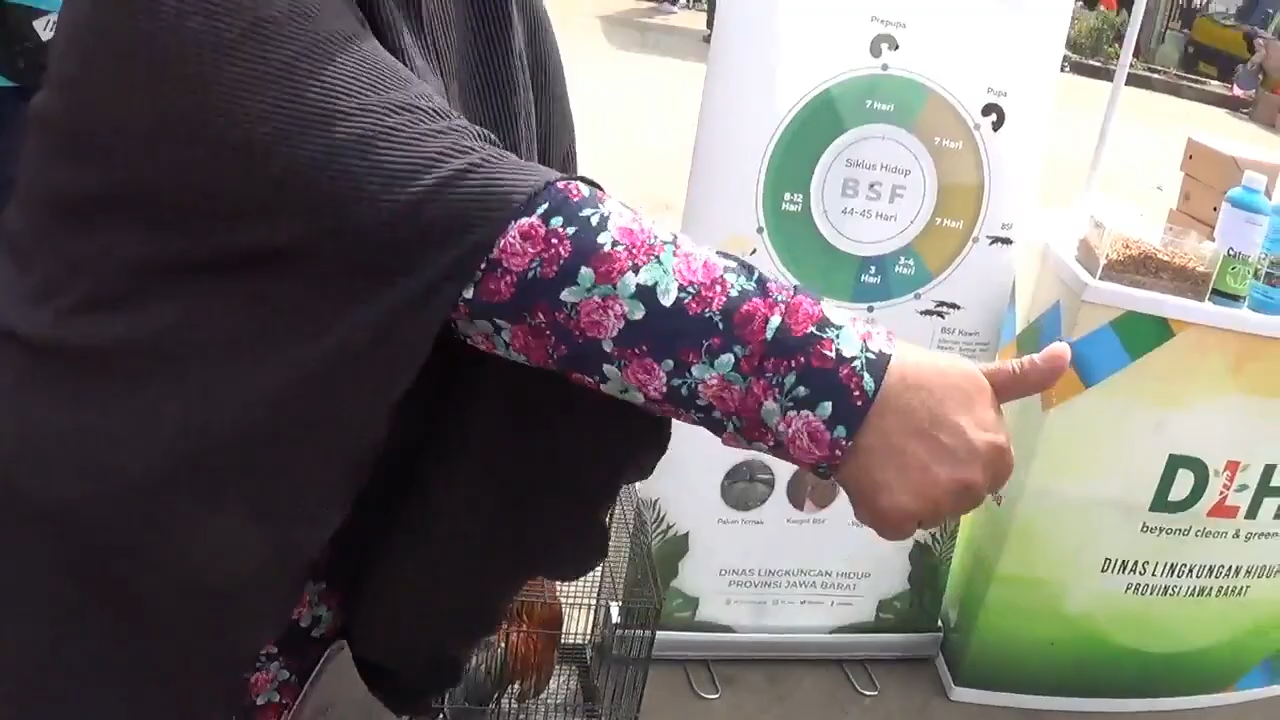 Prepupa
Pupa
7 Hari
7 Hari
7 Hari
3-4
Hari
3
Hari
8-12
Hari
Siklus Hidup
BSF
44-45 Hari
BSF
BSF Kawin
Pakan Ternak
Kasgot BSF
DINAS LINGKUNGAN HIDUP
PROVINSI JAWA BARAT
DLH
beyond clean & green
DINAS LINGKUNGAN HIDUP
PROVINSI JAWA BARAT